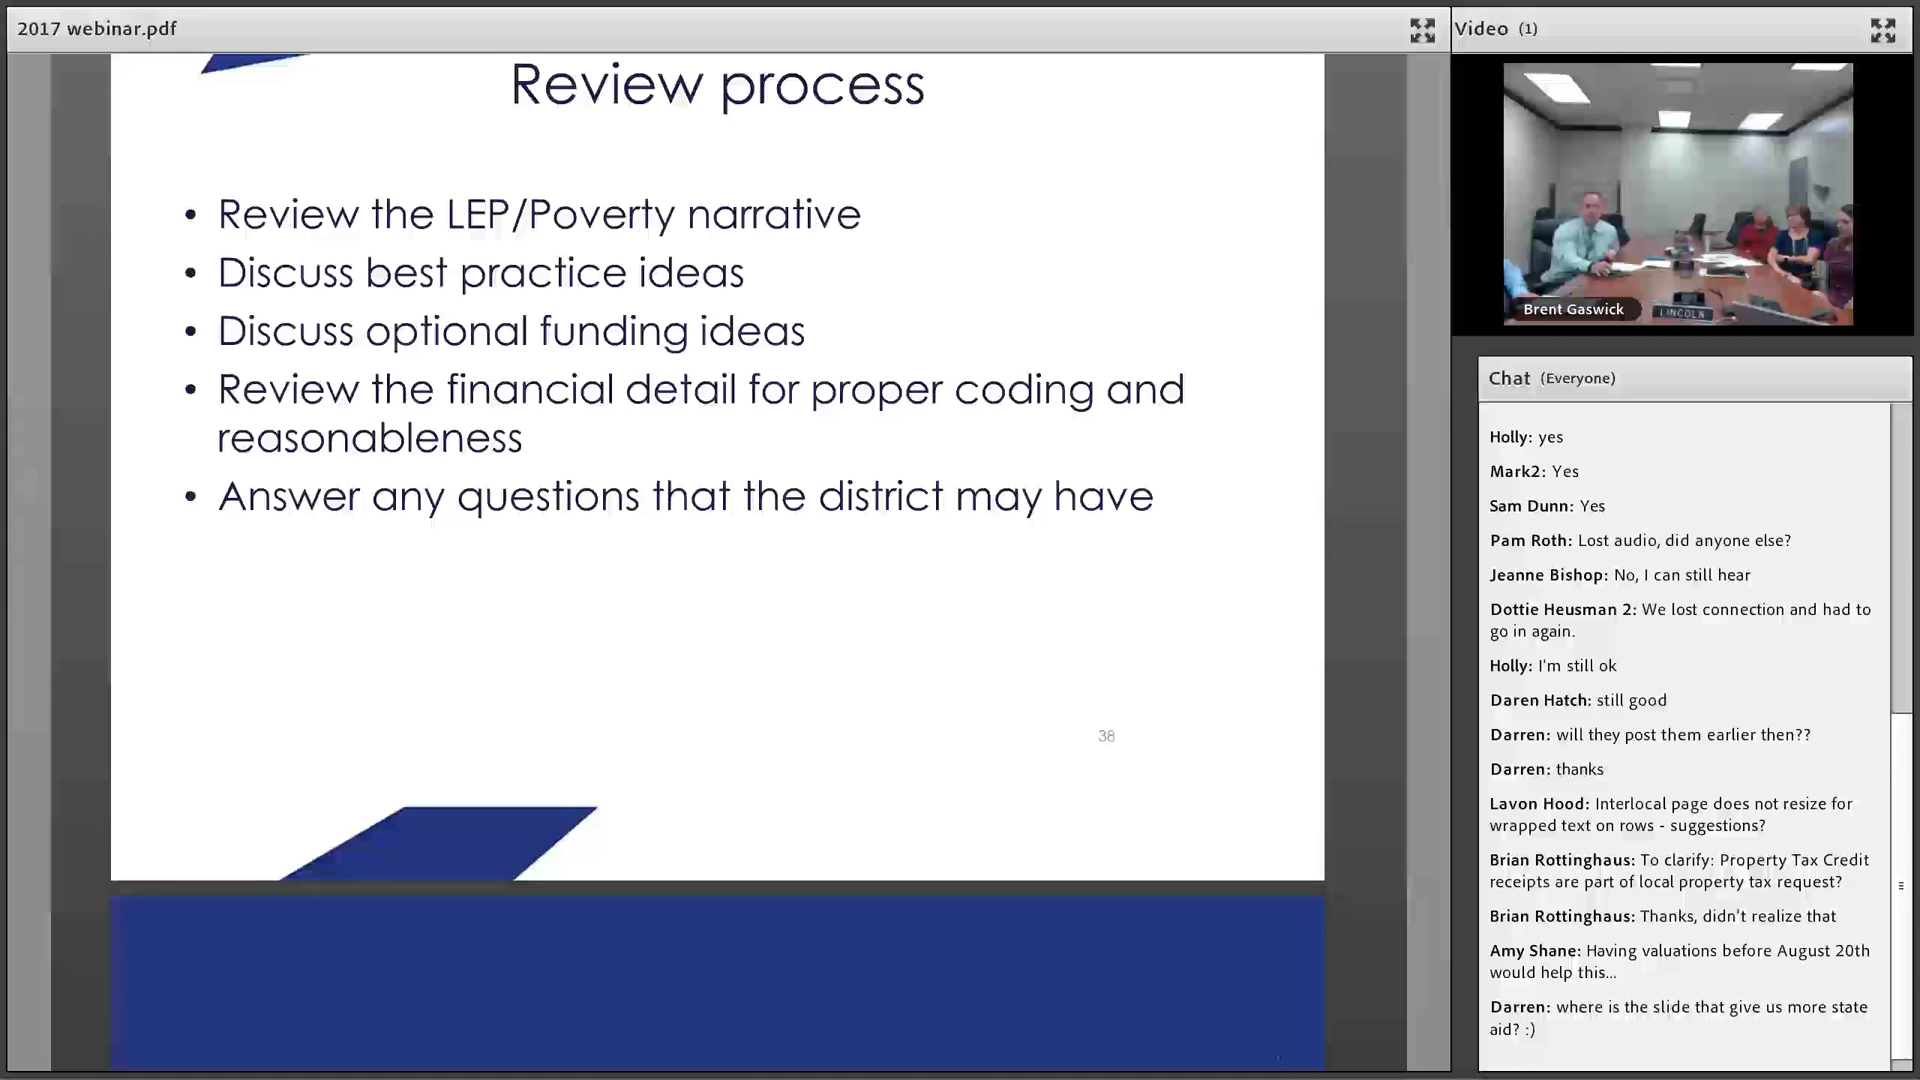 2017 webinar.pdf
Review process
• Review the LEP/Poverty narrative
• Discuss best practice ideas
• Discuss optional funding ideas
• Review the financial detail for proper coding and
reasonableness
• Answer any questions that the district may have
38
Video (1)
Brent Gaswick
LINCOLN
Chat (Everyone)
Holly: yes
Mark2: Yes
Sam Dunn: Yes
Pam Roth: Lost audio, did anyone else?
Jeanne Bishop: No, I can still hear
Dottie Heusman 2: We lost connection and had to
go in again.
Holly: I'm still ok
Daren Hatch: still good
Darren: will they post them earlier then??
Darren: thanks
Lavon Hood: Interlocal page does not resize for
wrapped text on rows - suggestions?
Brian Rottinghaus: To clarify: Property Tax Credit
receipts are part of local property tax request?
Brian Rottinghaus: Thanks, didn't realize that
Amy Shane: Having valuations before August 20th
would help this...
Darren: where is the slide that give us more state
aid? :)